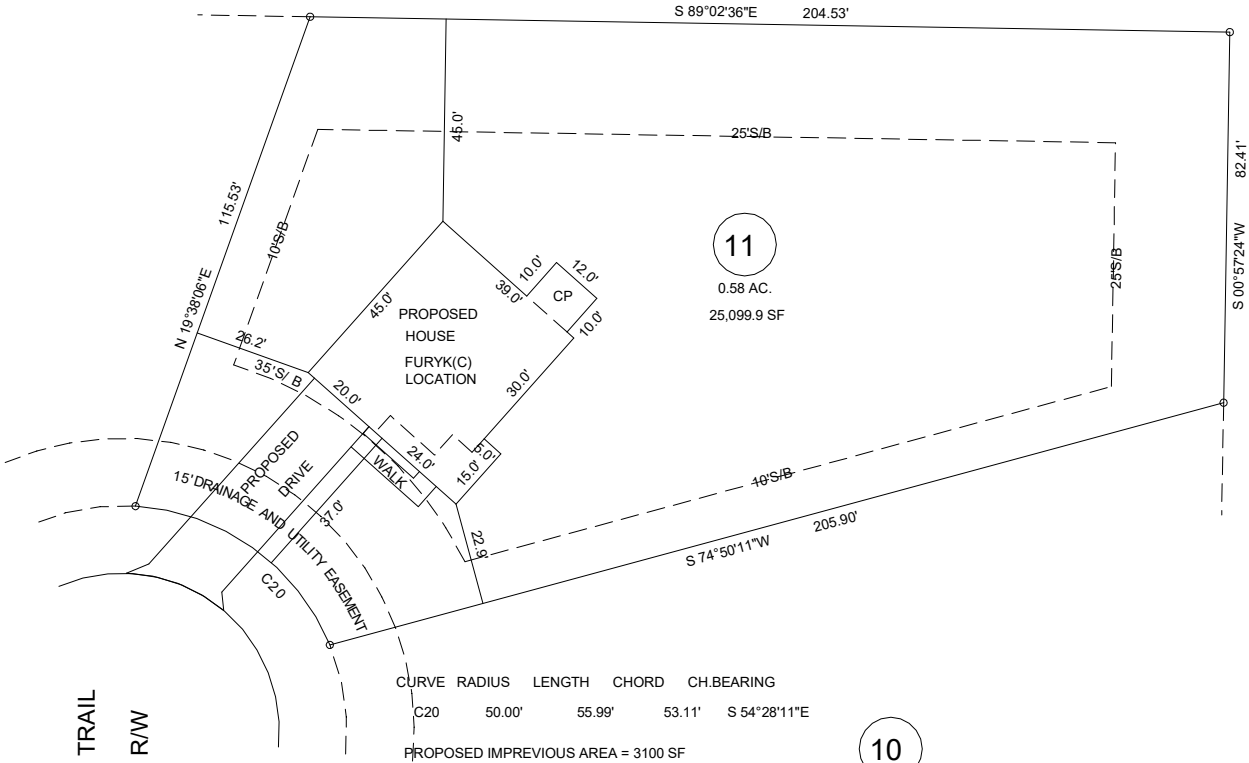 S 89°02'36"E 204.53'
45.0'
25'S/B
82.41'
S 00°57'24"W
115.53'
N 19°38'06"E
10'S/B
11
0.58 AC.
25,099.9 SF
25'S/B
10.0'
12.0'
CP
39.0'
10.0'
45.0'
PROPOSED
HOUSE
FURYK(C)
LOCATION
26.2'
35'S/ B
20.0'
30.0'
24.0'
5.0'
15.0'
WALK
PROPOSED
DRIVE
37.0'
15'DRAINAGE AND UTILITY EASEMENT
22.9'
10'S/B
S 74°50'11"W 205.90'
C20
CURVE RADIUS LENGTH CHORD CH.BEARING
C20 50.00' 55.99' 53.11' S 54°28'11"E
TRAIL
R/W
PROPOSED IMPREVIOUS AREA = 3100 SF
10